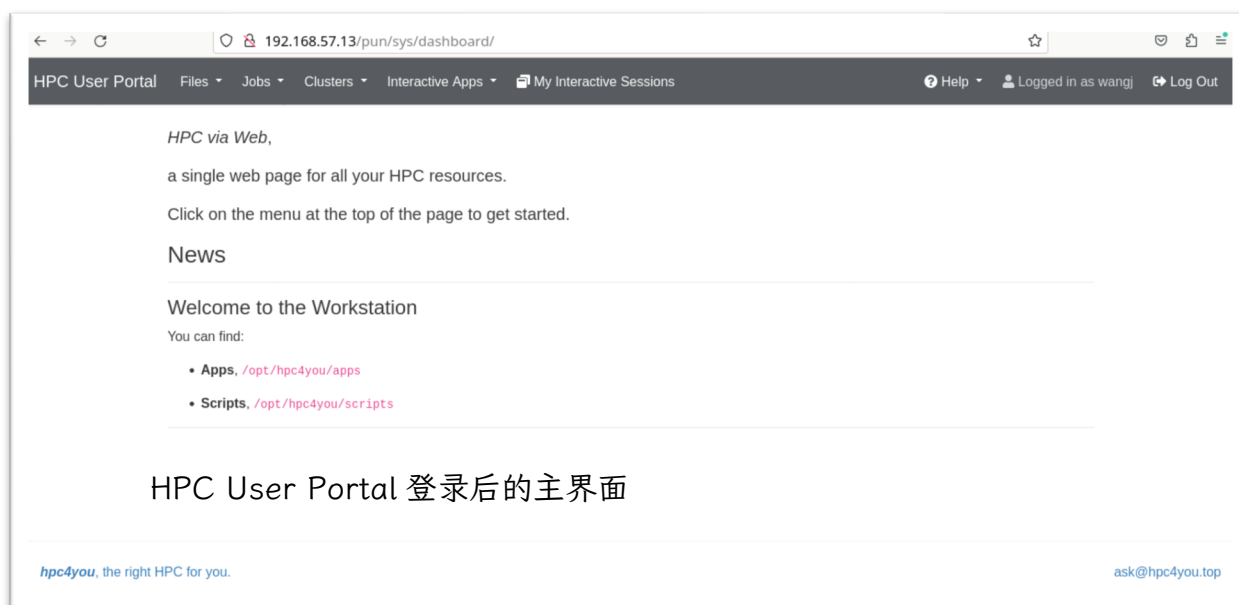 192.168.57.13/pun/sys/dashboard/
HPC User Portal Files Jobs Clusters Interactive Apps My Interactive Sessions Help Logged in as wangj Log Out
HPC via Web,
a single web page for all your HPC resources.
Click on the menu at the top of the page to get started.
News
Welcome to the Workstation
You can find:
• Apps, /opt/hpc4you/apps
• Scripts, /opt/hpc4you/scripts
HPC User Portal 登录后的主界面
hpc4you, the right HPC for you. ask@hpc4you.top